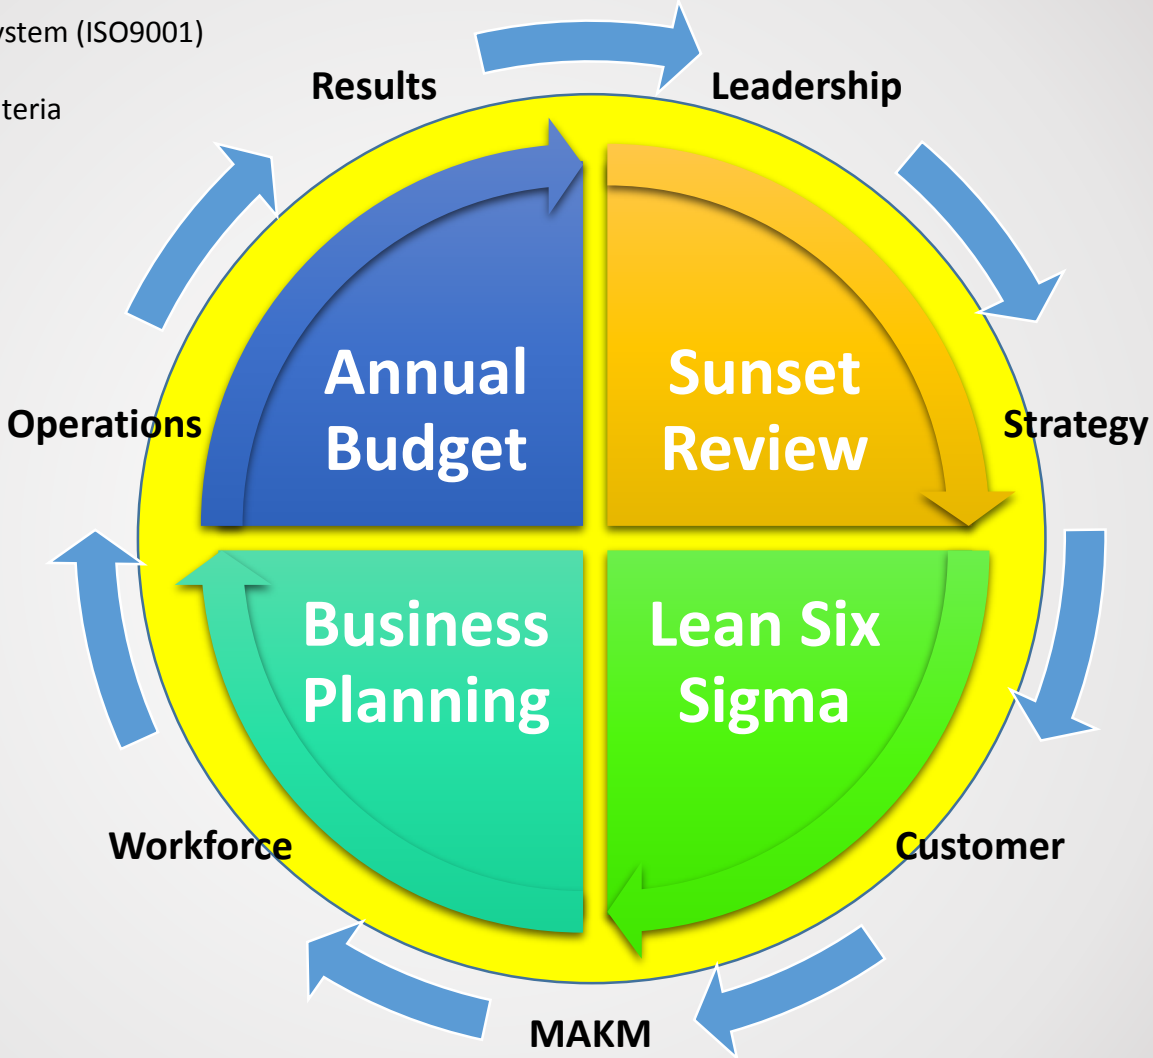 ystem (ISO9001)
teria
Results
Leadership
Annual
Budget
Sunset
Review
Operations
Strategy
Business
Planning
Lean Six
Sigma
Workforce
Customer
MAKM